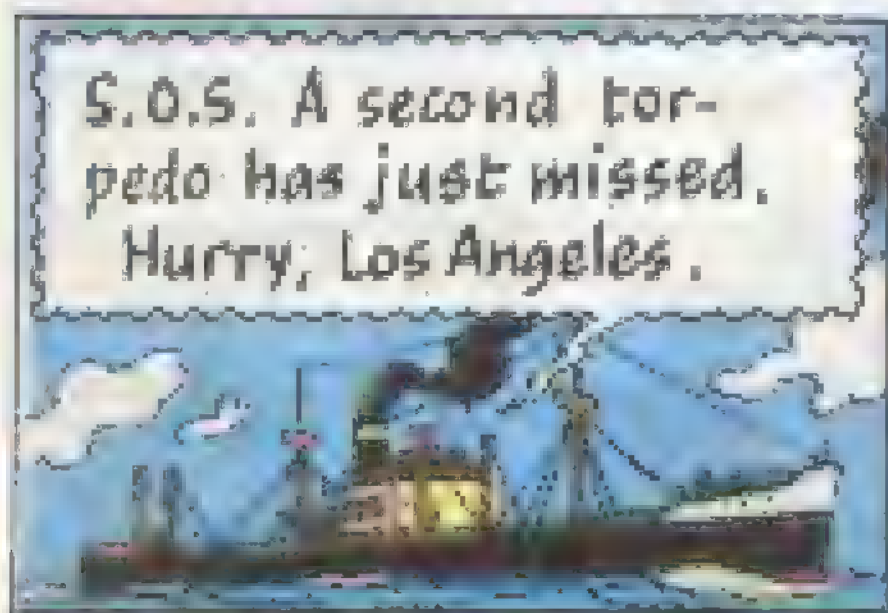 S.O.S. A second tor-
pedo has just missed.
Hurry, Los Angeles.